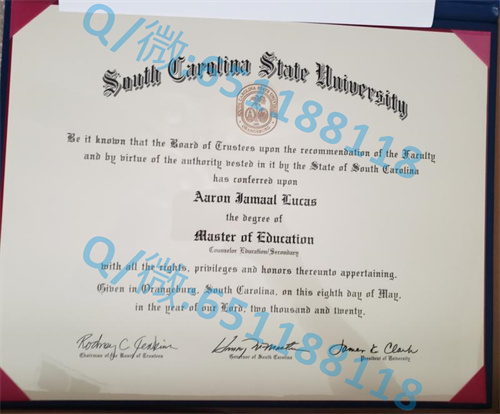 South Carolina State University
Be it known that the Board of Trustees upon the recommendation of the Faculty
and by virtue of the authority vested in it by the State of South Carolina
has conferred upon
Aaron Jamaal Lucas
the degree of
Master of Education
Counselor Education/Secondary
with all the rights, privileges and honors thereunto appertaining.
Given in Orangeburg, South Carolina, on this eighth day of May,
in the year of our Lord, two thousand and twenty.
Rodney C Jenkins
James E Clark
Chairman of the Board of Trustees
Governor of South Carolina
President of University
Q/微:651188118
Q/微:651188118